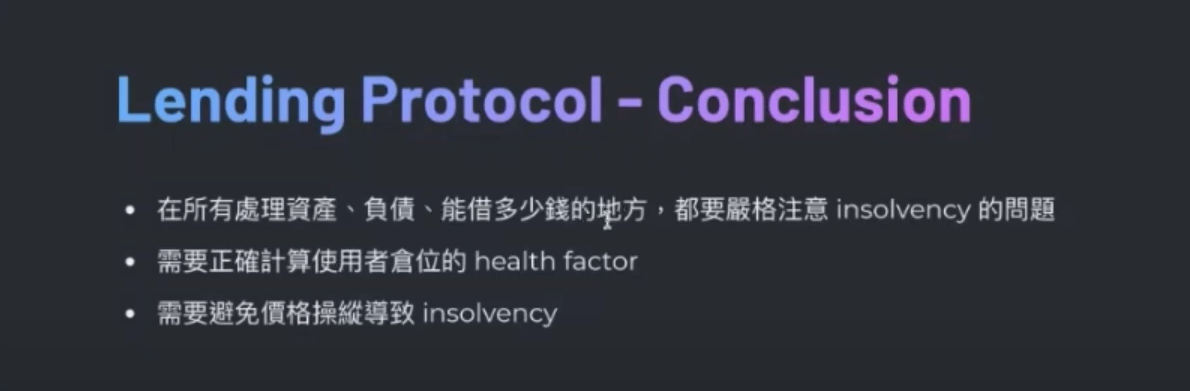 Lending Protocol - Conclusion
• 在所有處理資產、負債、能借多少錢的地方，都要嚴格注意 insolvency 的問題
• 需要正確計算使用者倉位的 health factor
• 需要避免價格操縱導致 insolvency